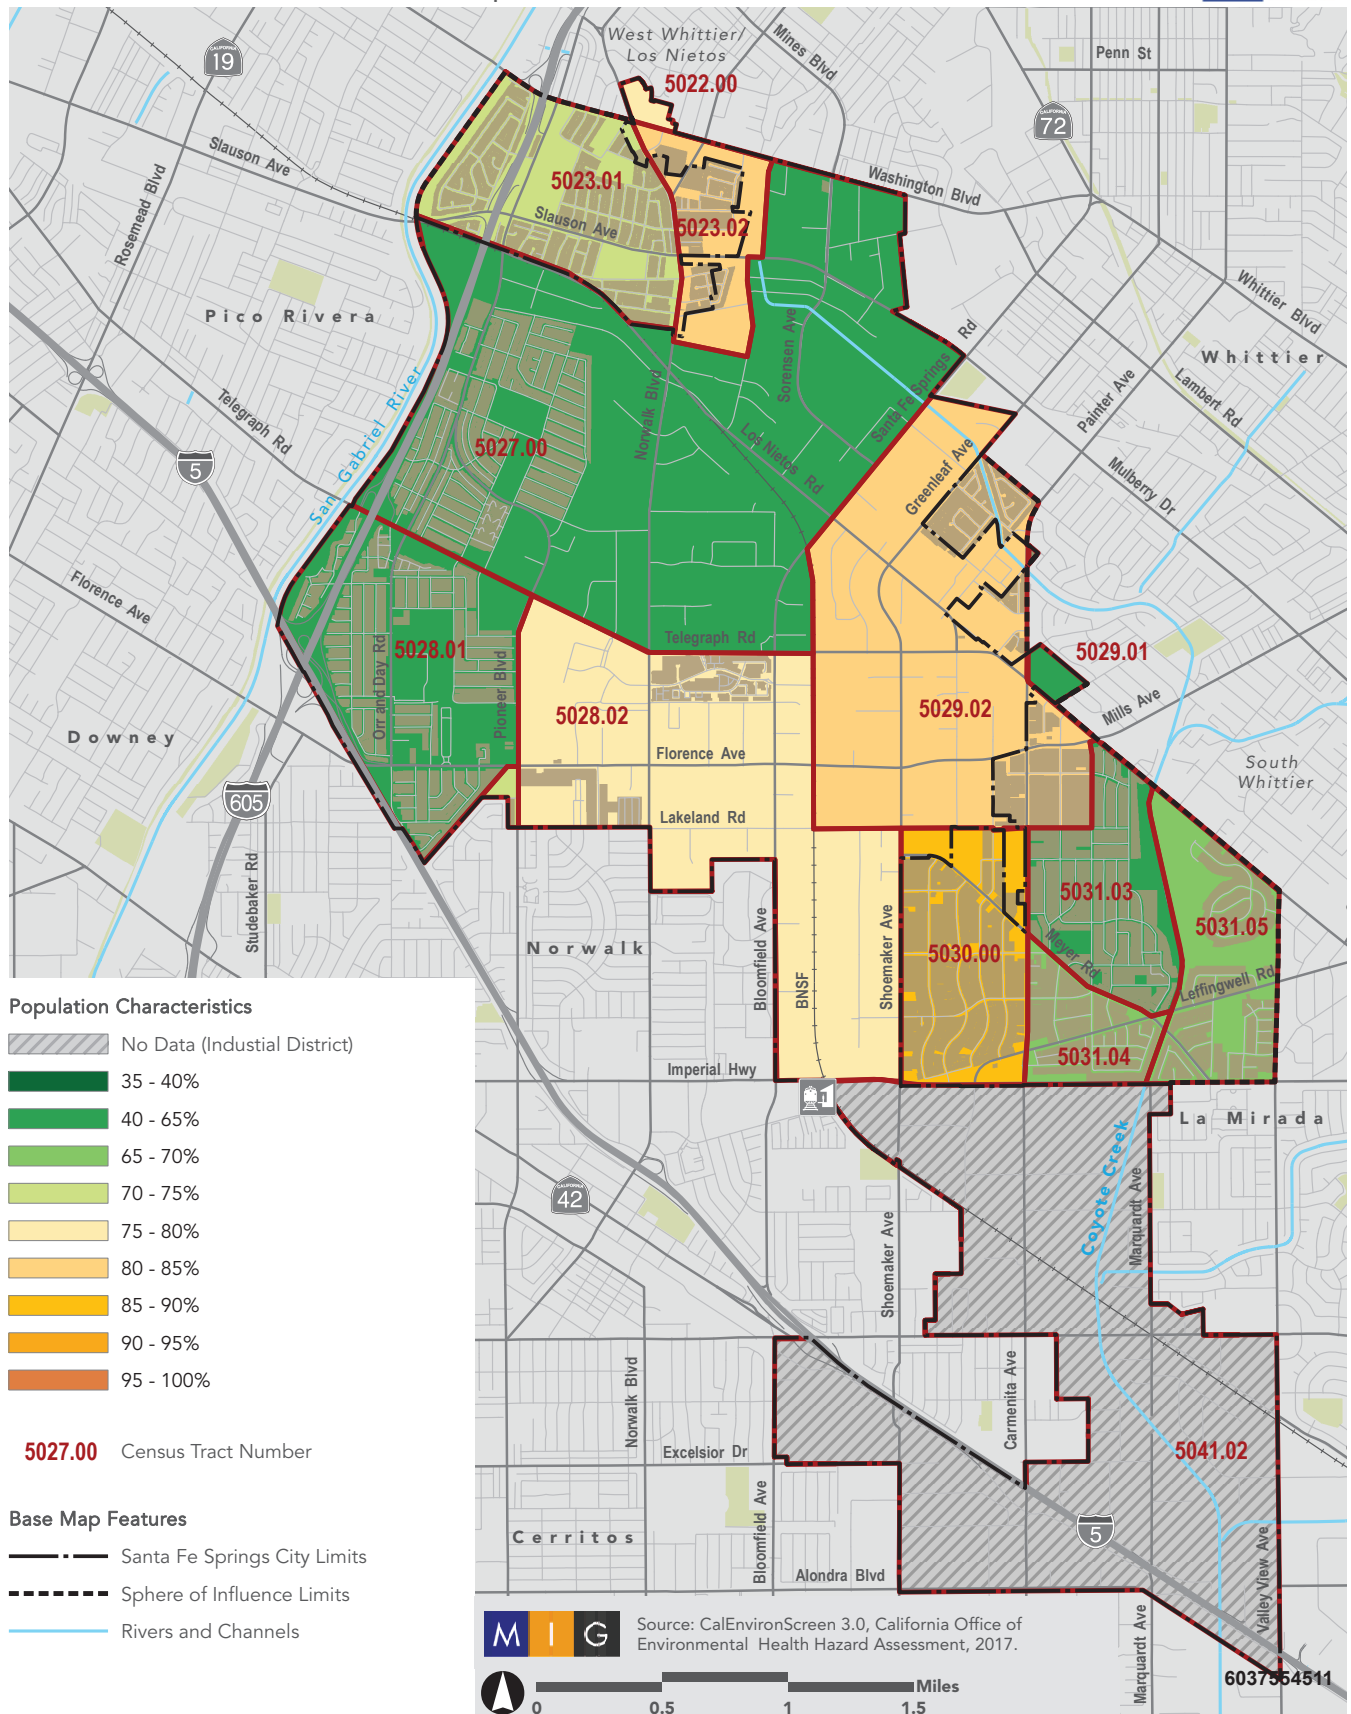 West Whittier/
Los Nietos
Mines Blvd
Penn St
CALIFORNIA
19
5022.00
CALIFORNIA
72
Slauson Ave
Rosemead Blvd
5023.01
Slauson Ave
5023.02
Washington Blvd
Whittier Blvd
Pico Rivera
Whittier
Telegraph Rd
San Gabriel River
5
5027.00
Norwalk Blvd
Sorensen Ave
Los Nietos Rd
Santa Fe Springs Rd
Greenleaf Ave
Painter Ave
Lambert Rd
Mulberry Dr
Florence Ave
5028.01
Orr and Day Rd
Pioneer Blvd
Telegraph Rd
5029.01
5028.02
5029.02
Mills Ave
Downey
Florence Ave
South
Whittier
605
Lakeland Rd
Studebaker Rd
Norwalk
Bloomfield Ave
BNSF
Shoemaker Ave
5030.00
5031.03
Meyer Rd
5031.05
Leffingwell Rd
5031.04
Imperial Hwy
La Mirada
Coyote Creek
Marquardt Ave
CALIFORNIA
42
Shoemaker Ave
Norwalk Blvd
Carmenita Ave
Excelsior Dr
5041.02
Bloomfield Ave
Cerritos
5
Alondra Blvd
Valley View Ave
Marquardt Ave
6037554511
Population Characteristics
No Data (Industial District)
35 - 40%
40 - 65%
65 - 70%
70 - 75%
75 - 80%
80 - 85%
85 - 90%
90 - 95%
95 - 100%
5027.00 Census Tract Number
Base Map Features
Santa Fe Springs City Limits
Sphere of Influence Limits
Rivers and Channels
M I G
Source: CalEnvironScreen 3.0, California Office of
Environmental Health Hazard Assessment, 2017.
Miles
0 0.5 1 1.5